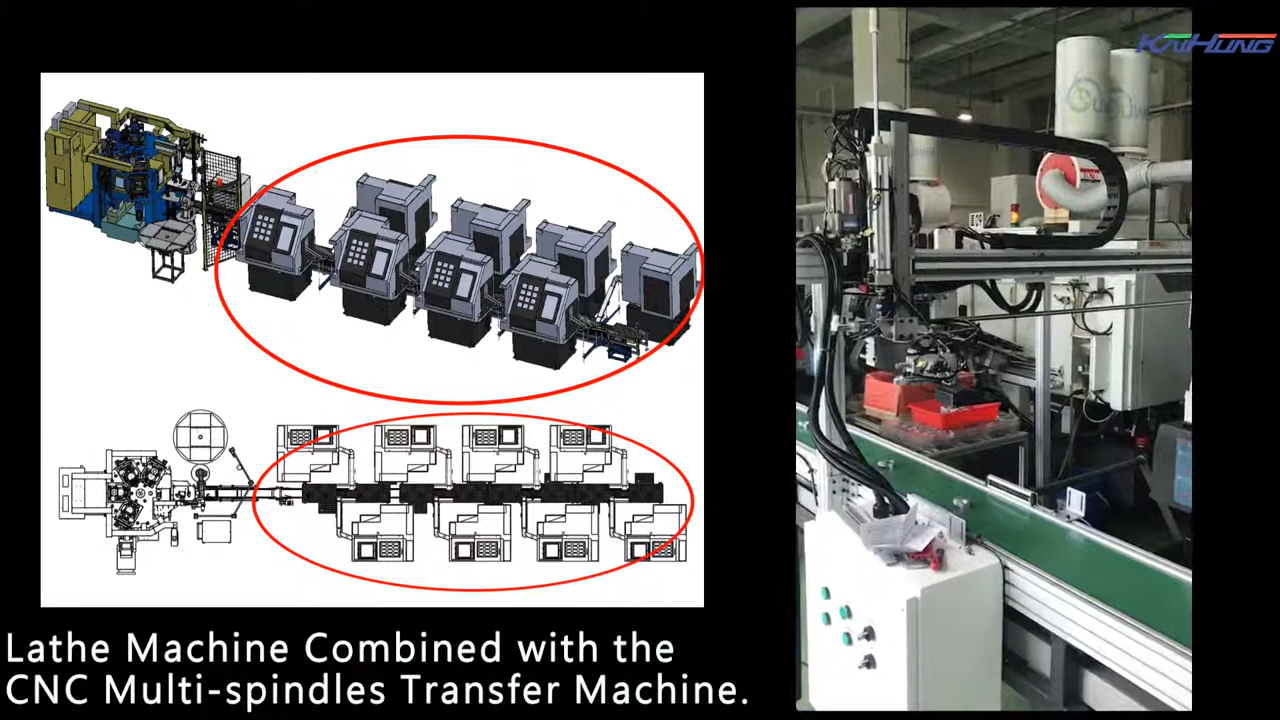 KAIHUNG
Lathe Machine Combined with the
CNC Multi-spindles Transfer Machine.